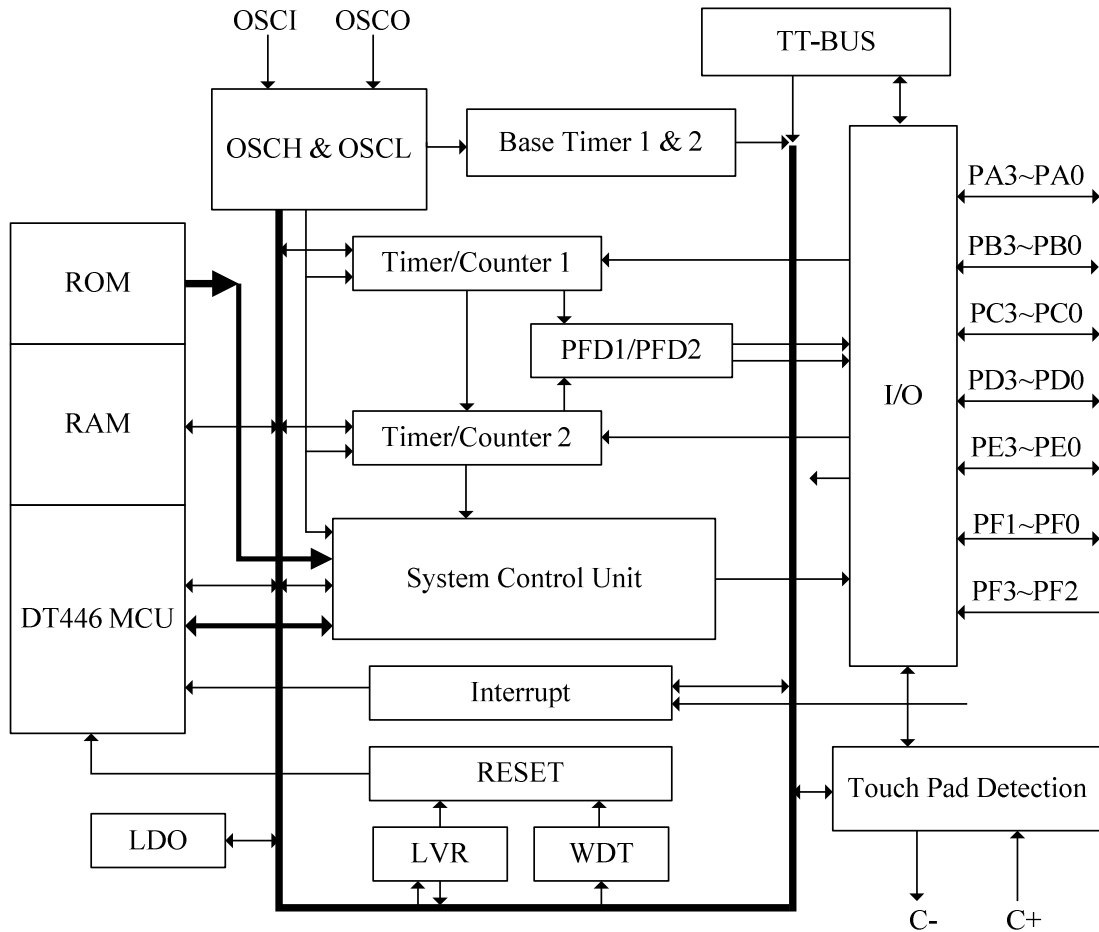 OSCI
OSCO
TT-BUS
OSCH & OSCL
Base Timer 1 & 2
PA3~PA0
ROM
Timer/Counter 1
PB3~PB0
PFD1/PFD2
PC3~PC0
I/O
PD3~PD0
RAM
Timer/Counter 2
PE3~PE0
PF1~PF0
System Control Unit
PF3~PF2
DT446 MCU
Interrupt
RESET
Touch Pad Detection
LDO
LVR
WDT
C-
C+